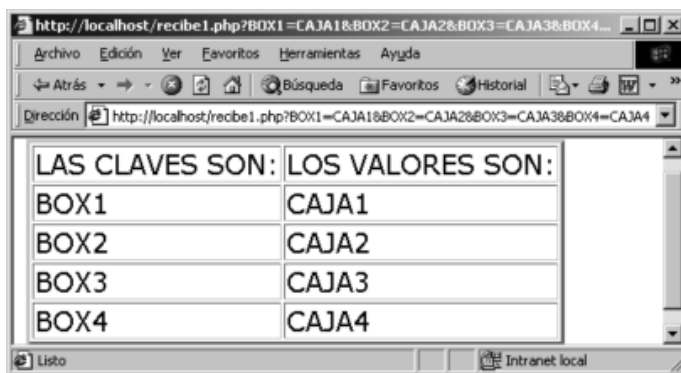 http://localhost/recibe1.php?BOX1=CAJA1&BOX2=CAJA2&BOX3=CAJA3&BOX4...
Archivo Edición Ver Favoritos Herramientas Ayuda
Atrás Búsqueda Favoritos Historial »
Dirección http://localhost/recibe1.php?BOX1=CAJA1&BOX2=CAJA2&BOX3=CAJA3&BOX4=CAJA4
LAS CLAVES SON: LOS VALORES SON:
BOX1 CAJA1
BOX2 CAJA2
BOX3 CAJA3
BOX4 CAJA4
Listo Intranet local